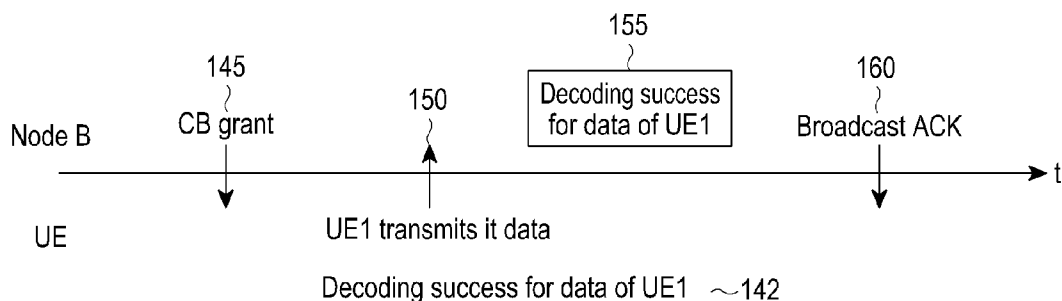 155
145
160
150
Decoding success
for data of UE1
CB grant
Broadcast ACK
Node B
t
UE
UE1 transmits it data
Decoding success for data of UE1 ~142